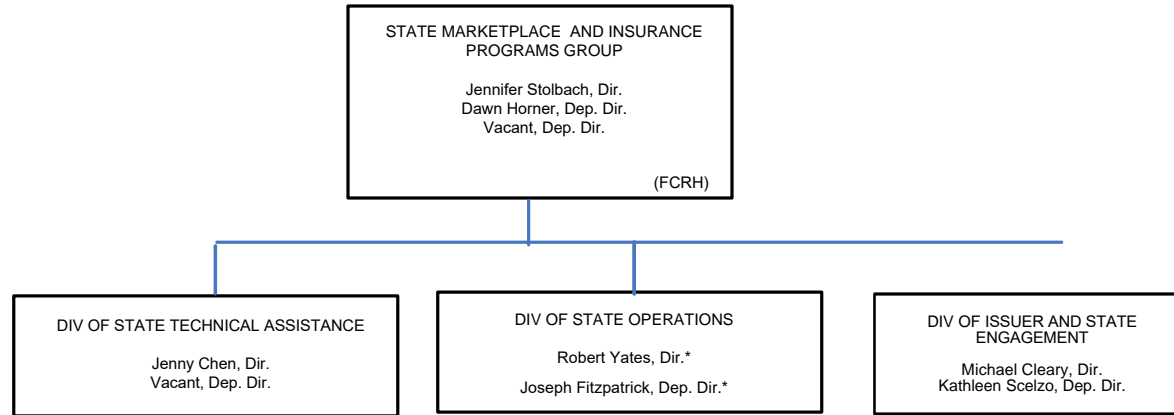 STATE MARKETPLACE AND INSURANCE
PROGRAMS GROUP
Jennifer Stolbach, Dir.
Dawn Horner, Dep. Dir.
Vacant, Dep. Dir.
(FCRH)
DIV OF STATE TECHNICAL ASSISTANCE
Jenny Chen, Dir.
Vacant, Dep. Dir.
DIV OF STATE OPERATIONS
Robert Yates, Dir.*
Joseph Fitzpatrick, Dep. Dir.*
DIV OF ISSUER AND STATE
ENGAGEMENT
Michael Cleary, Dir.
Kathleen Scelzo, Dep. Dir.